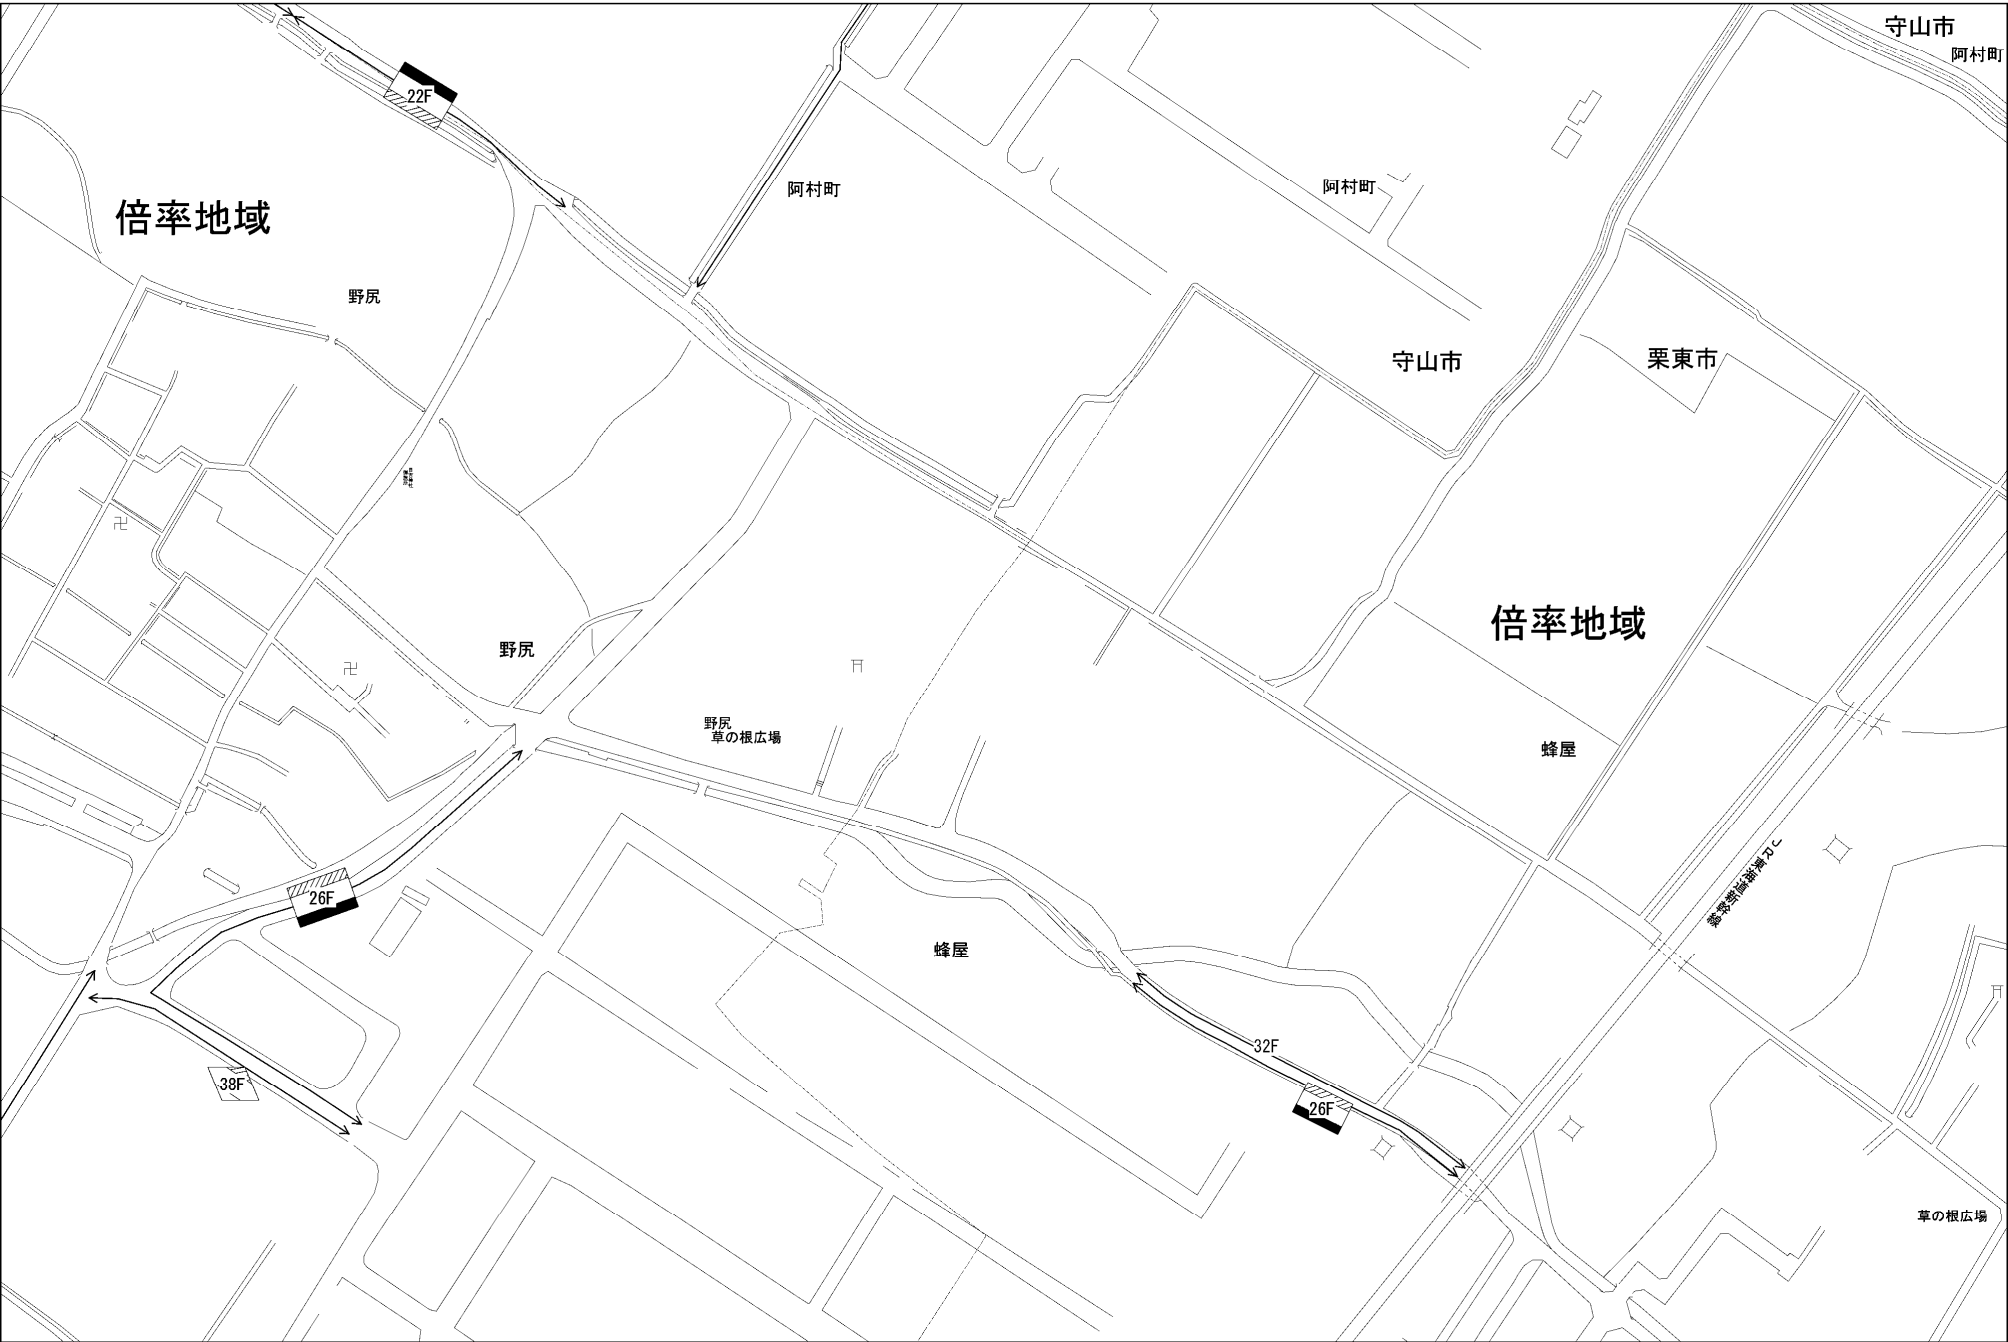 守山市
阿村町
22F
阿村町
阿村町
倍率地域
野尻
守山市
栗東市
倍率地域
野尻
野尻
草の根広場
蜂屋
JR東海道新幹線
26F
蜂屋
32F
38F
26F
草の根広場